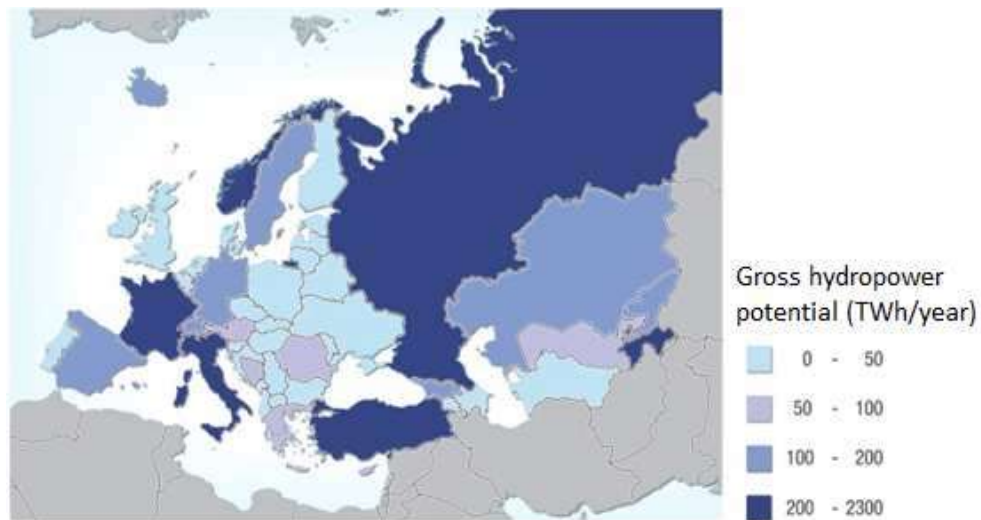 Gross hydropower
potential (TWh/year)
0 - 50
50 - 100
100 - 200
200 - 2300